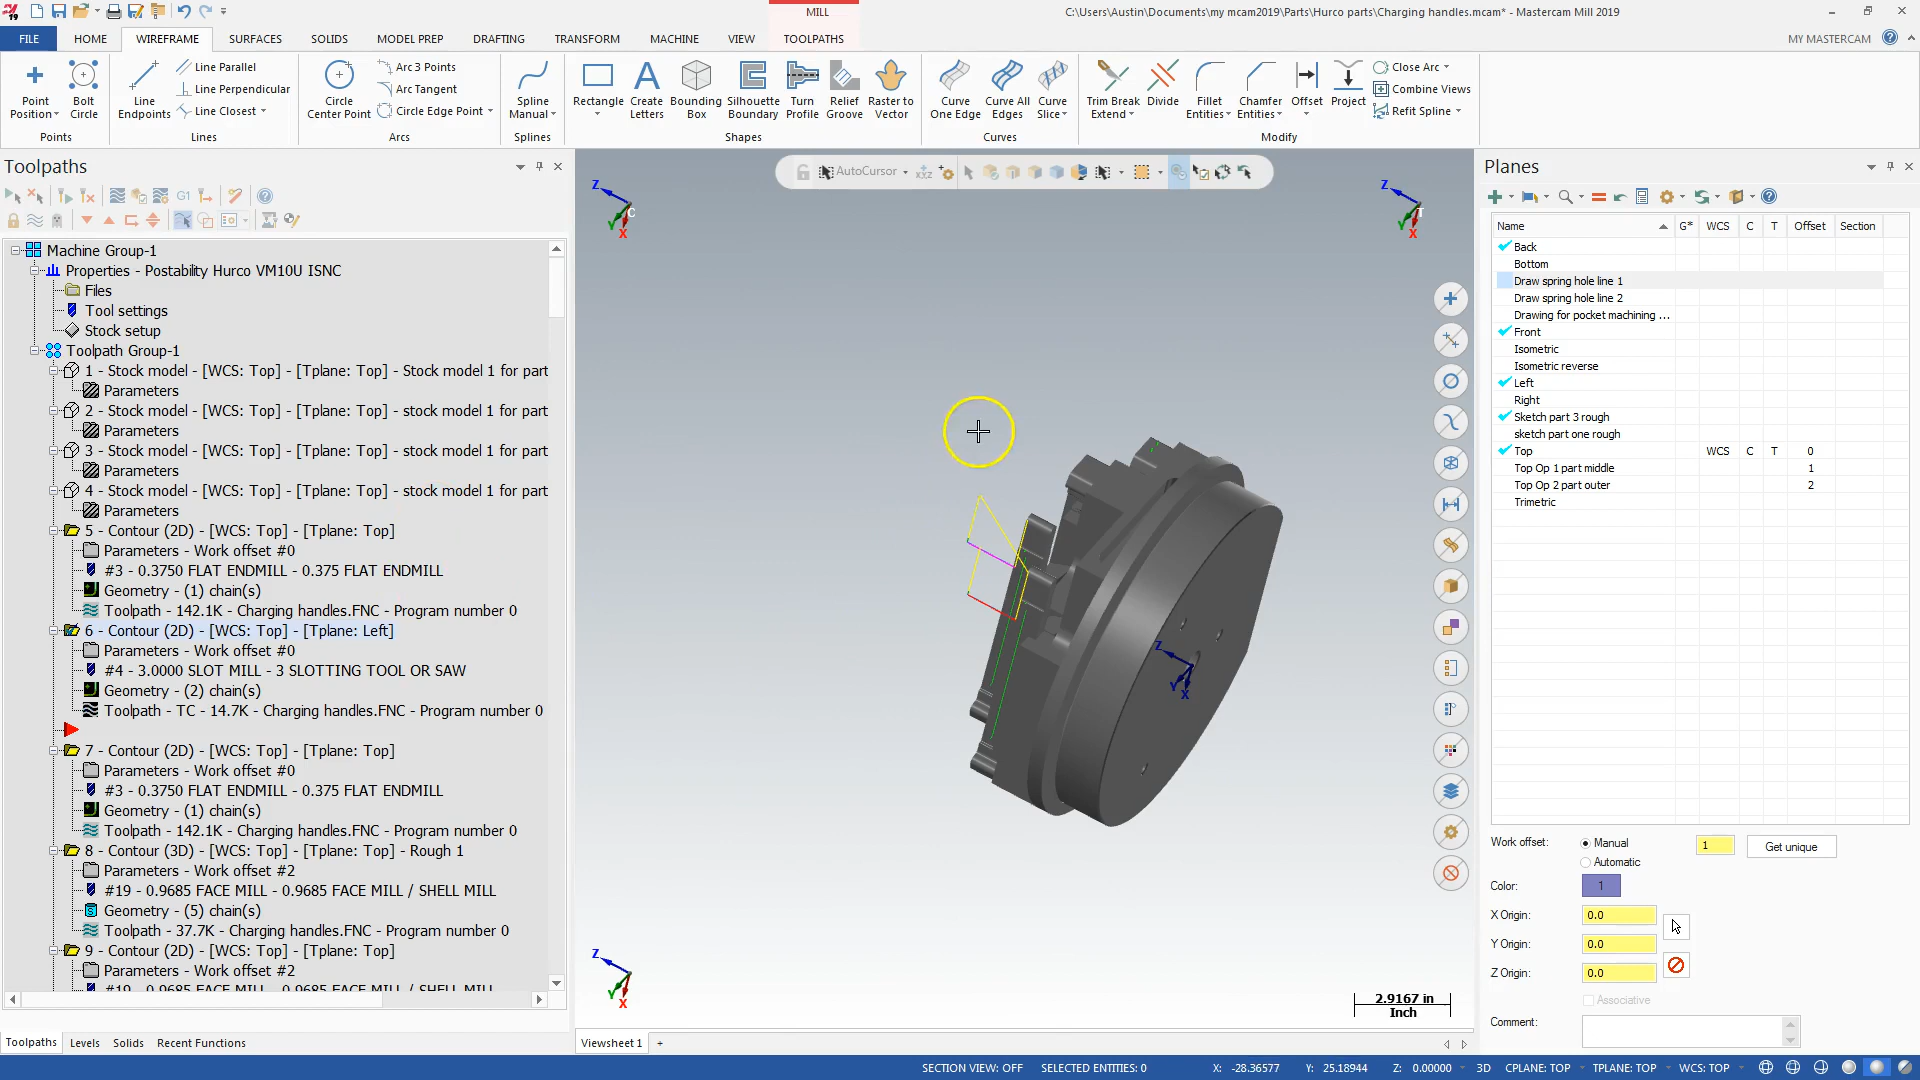 MILL
C:\Users\Austin\Documents\my mcam2019\Parts\Hurco parts\Charging handles.mcam* - Mastercam Mill 2019
FILE HOME WIREFRAME SURFACES SOLIDS MODEL PREP DRAFTING TRANSFORM MACHINE VIEW TOOLPATHS MY MASTERCAM
Point Position
Bolt Circle
Points
Line Endpoints
Line Parallel
Line Perpendicular
Line Closest
Lines
Circle Center Point
Arc 3 Points
Arc Tangent
Circle Edge Point
Arcs
Spline Manual
Splines
Rectangle
Create Letters
Bounding Box
Silhouette Boundary
Turn Profile
Relief Groove
Raster to Vector
Shapes
Curve One Edge
Curve All Edges
Curve Slice
Curves
Trim Break Extend
Divide
Fillet Entities
Chamfer Entities
Offset
Project
Close Arc
Combine Views
Refit Spline
Modify
Toolpaths
G1
Machine Group-1
Properties - Postability Hurco VM10U ISNC
Files
Tool settings
Stock setup
Toolpath Group-1
1 - Stock model - [WCS: Top] - [Tplane: Top] - Stock model 1 for part
Parameters
2 - Stock model - [WCS: Top] - [Tplane: Top] - stock model 1 for part
Parameters
3 - Stock model - [WCS: Top] - [Tplane: Top] - stock model 1 for part
Parameters
4 - Stock model - [WCS: Top] - [Tplane: Top] - stock model 1 for part
Parameters
5 - Contour (2D) - [WCS: Top] - [Tplane: Top]
Parameters - Work offset #0
#3 - 0.3750 FLAT ENDMILL - 0.375 FLAT ENDMILL
Geometry - (1) chain(s)
Toolpath - 142.1K - Charging handles.FNC - Program number 0
6 - Contour (2D) - [WCS: Top] - [Tplane: Left]
Parameters - Work offset #0
#4 - 3.0000 SLOT MILL - 3 SLOTTING TOOL OR SAW
Geometry - (2) chain(s)
Toolpath - TC - 14.7K - Charging handles.FNC - Program number 0
7 - Contour (2D) - [WCS: Top] - [Tplane: Top]
Parameters - Work offset #0
#3 - 0.3750 FLAT ENDMILL - 0.375 FLAT ENDMILL
Geometry - (1) chain(s)
Toolpath - 142.1K - Charging handles.FNC - Program number 0
8 - Contour (3D) - [WCS: Top] - [Tplane: Top] - Rough 1
Parameters - Work offset #2
#19 - 0.9685 FACE MILL - 0.9685 FACE MILL / SHELL MILL
Geometry - (5) chain(s)
Toolpath - 37.7K - Charging handles.FNC - Program number 0
9 - Contour (2D) - [WCS: Top] - [Tplane: Top]
Parameters - Work offset #2
#19 - 0.9685 FACE MILL - 0.9685 FACE MILL / SHELL MILL
Toolpaths Levels Solids Recent Functions
AutoCursor
Z Y X C
Z Y X T
Z Y X
Z Y X
2.9167 in
Inch
Viewsheet 1 +
Planes
Name G* WCS C T Offset Section
Back
Bottom
Draw spring hole line 1
Draw spring hole line 2
Drawing for pocket machining ...
Front
Isometric
Isometric reverse
Left
Right
Sketch part 3 rough
sketch part one rough
Top WCS C T 0
Top Op 1 part middle 1
Top Op 2 part outer 2
Trimetric
Work offset: Manual 1 Get unique
Automatic
Color: 1
X Origin: 0.0
Y Origin: 0.0
Z Origin: 0.0
Associative
Comment:
SECTION VIEW: OFF SELECTED ENTITIES: 0 X: -28.36577 Y: 25.18944 Z: 0.00000 3D CPLANE: TOP TPLANE: TOP WCS: TOP